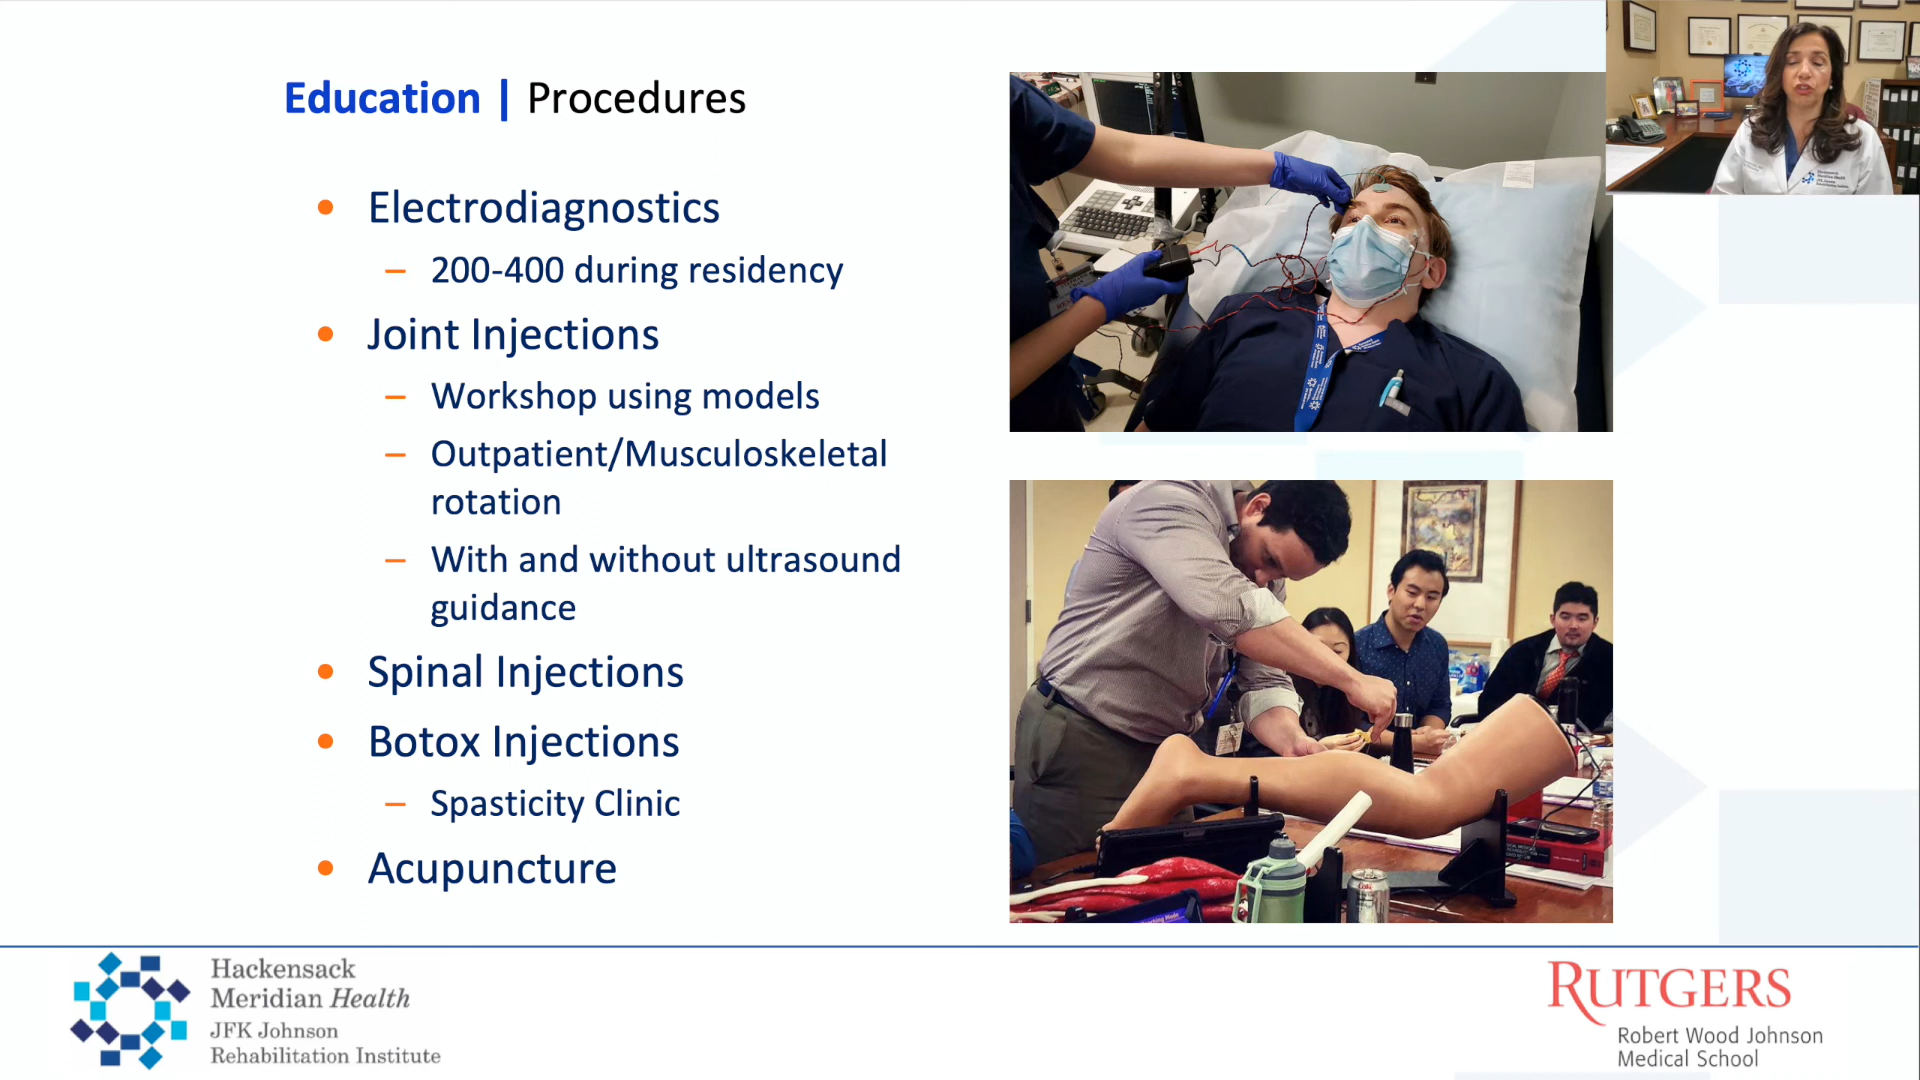 Education | Procedures
• Electrodiagnostics
– 200-400 during residency
• Joint Injections
– Workshop using models
– Outpatient/Musculoskeletal
rotation
– With and without ultrasound
guidance
• Spinal Injections
• Botox Injections
– Spasticity Clinic
• Acupuncture
Hackensack
Meridian Health
JFK Johnson
Rehabilitation Institute
RUTGERS
Robert Wood Johnson
Medical School